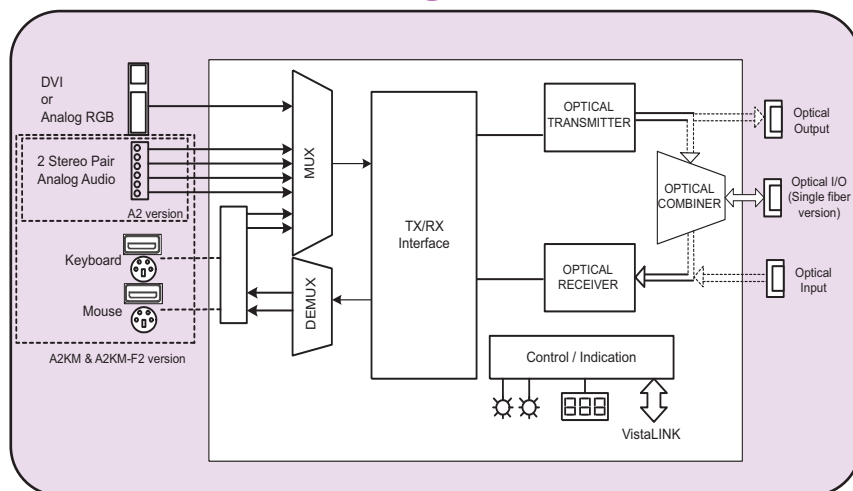 DVI
or
Analog RGB
2 Stereo Pair
Analog Audio
A2 version
Keyboard
Mouse
A2KM & A2KM-F2 version
MUX
DEMUX
TX/RX
Interface
OPTICAL
TRANSMITTER
OPTICAL
COMBINER
OPTICAL
RECEIVER
Control / Indication
VistaLINK
Optical
Output
Optical I/O
(Single fiber
version)
Optical
Input